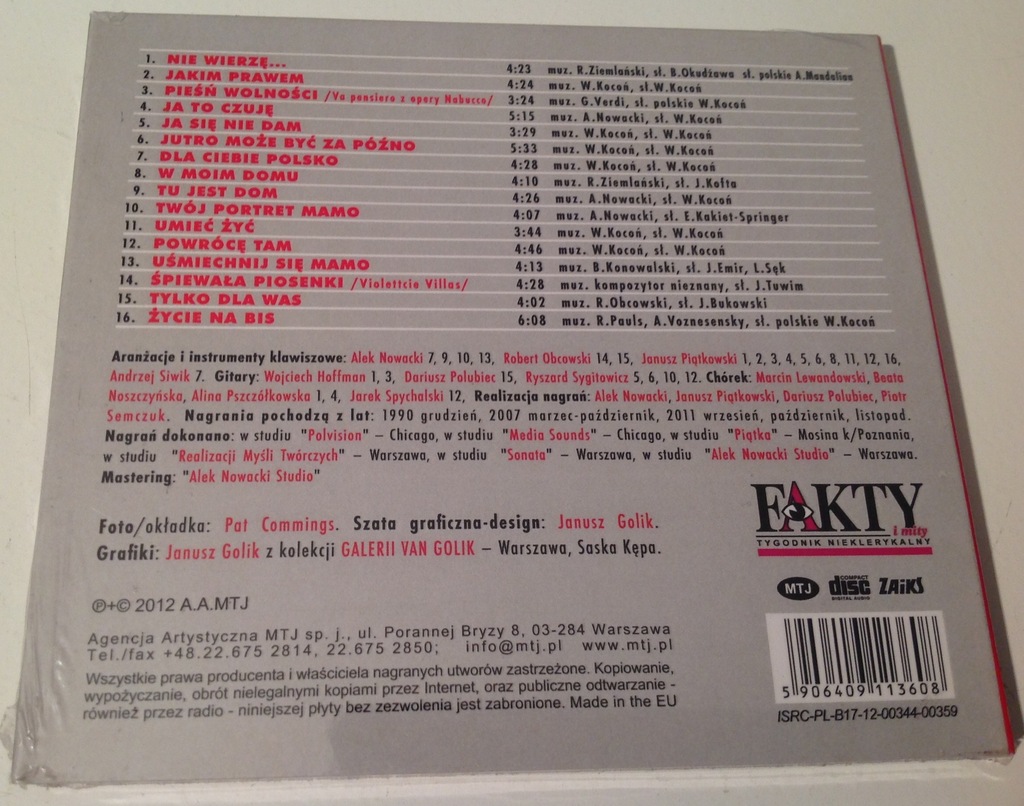 1. NIE WIERZĘ... 4:23 muz. R.Ziemlański, sł. B.Okudżawa sł. polskie A.Mandalian
2. JAKIM PRAWEM 4:24 muz. W.Kocoń, sł.W.Kocoń
3. PIEŚŃ WOLNOŚCI /Va pensiero z opery Nabucco/ 3:24 muz. G.Verdi, sł. polskie W.Kocoń
4. JA TO CZUJĘ 5:15 muz. A.Nowacki, sł. W.Kocoń
5. JA SIĘ NIE DAM 3:29 muz. W.Kocoń, sł. W.Kocoń
6. JUTRO MOŻE BYĆ ZA PÓŹNO 5:33 muz. W.Kocoń, sł. W.Kocoń
7. DLA CIEBIE POLSKO 4:28 muz. W.Kocoń, sł. W.Kocoń
8. W MOIM DOMU 4:10 muz. R.Ziemlański, sł. J.Kofta
9. TU JEST DOM 4:26 muz. A.Nowacki, sł. W.Kocoń
10. TWÓJ PORTRET MAMO 4:07 muz. A.Nowacki, sł. E.Kakiet-Springer
11. UMIEĆ ŻYĆ 3:44 muz. W.Kocoń, sł. W.Kocoń
12. POWRÓCĘ TAM 4:46 muz. W.Kocoń, sł. W.Kocoń
13. UŚMIECHNIJ SIĘ MAMO 4:13 muz. B.Konowalski, sł. J.Emir, L.Sęk
14. ŚPIEWAŁA PIOSENKI /Violettcie Villas/ 4:28 muz. kompozytor nieznany, sł. J.Tuwim
15. TYLKO DLA WAS 4:02 muz. R.Obcowski, sł. J.Bukowski
16. ŻYCIE NA BIS 6:08 muz. R.Pauls, A.Voznesensky, sł. polskie W.Kocoń
Aranżacje i instrumenty klawiszowe: Alek Nowacki 7, 9, 10, 13, Robert Obcowski 14, 15, Janusz Piątkowski 1, 2, 3, 4, 5, 6, 8, 11, 12, 16,
Andrzej Siwik 7. Gitary: Wojciech Hoffman 1, 3, Dariusz Polubiec 15, Ryszard Sygitowicz 5, 6, 10, 12. Chórek: Marcin Lewandowski, Beata
Noszczyńska, Alina Pszczółkowska 1, 4, Jarek Spychalski 12, Realizacja nagrań: Alek Nowacki, Janusz Piątkowski, Dariusz Polubiec, Piatr
Semczuk. Nagrania pochodzą z lat: 1990 grudzień, 2007 marzec-październik, 2011 wrzesień, październik, listopad.
Nagrań dokonano: w studiu "Polvision" – Chicago, w studiu "Media Sounds" – Chicago, w studiu "Piątka" – Mosina k/Poznania,
w studiu "Realizacji Myśli Twórczych" – Warszawa, w studiu "Sonata" – Warszawa, w studiu "Alek Nowacki Studio" – Warszawa.
Mastering: "Alek Nowacki Studio"
Foto/okładka: Pat Commings. Szata graficzna-design: Janusz Golik.
Grafiki: Janusz Golik z kolekcji GALERII VAN GOLIK – Warszawa, Saska Kępa.
FAKTY
i mity
TYGODNIK NIEKLERYKALNY
MTJ COMPACT disc DIGITAL AUDIO ZAiKS
℗+© 2012 A.A.MTJ
Agencja Artystyczna MTJ sp. j., ul. Porannej Bryzy 8, 03-284 Warszawa
Tel./fax +48.22.675 2814, 22.675 2850; info@mtj.pl www.mtj.pl
Wszystkie prawa producenta i właściciela nagranych utworów zastrzeżone. Kopiowanie,
wypożyczanie, obrót nielegalnymi kopiami przez Internet, oraz publiczne odtwarzanie -
również przez radio - niniejszej płyty bez zezwolenia jest zabronione. Made in the EU
5 906409 113608
ISRC-PL-B17-12-00344-00359